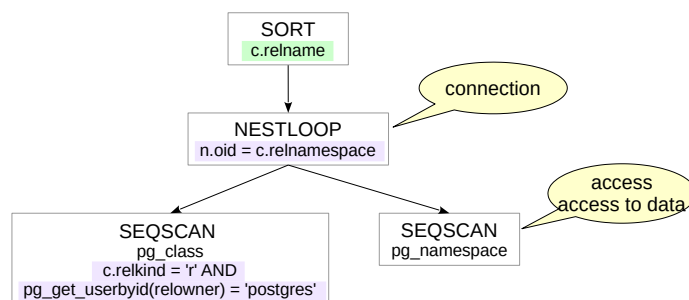 SORT
c.relname
connection
NESTLOOP
n.oid = c.relnamespace
access
access to data
SEQSCAN
pg_class
c.relkind = 'r' AND
pg_get_userbyid(relowner) = 'postgres'
SEQSCAN
pg_namespace